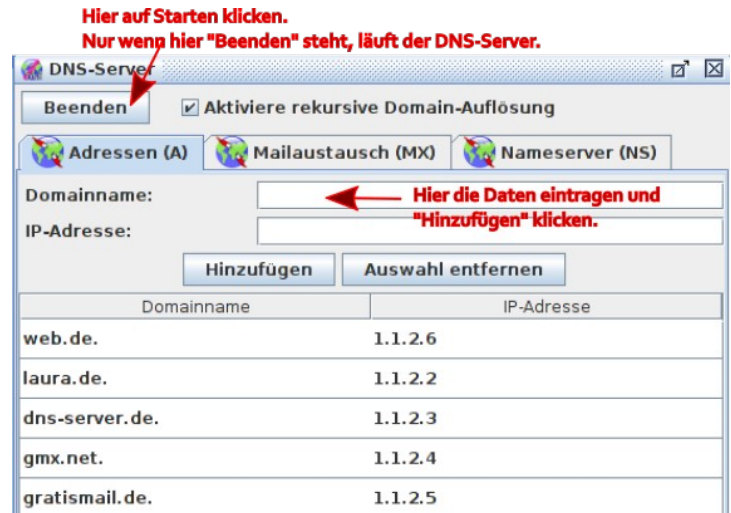 Hier auf Starten klicken.
Nur wenn hier "Beenden" steht, läuft der DNS-Server.
DNS-Server
Beenden
Aktiviere rekursive Domain-Auflösung
Adressen (A)
Mailaustausch (MX)
Nameserver (NS)
Domainname:
Hier die Daten eintragen und
"Hinzufügen" klicken.
IP-Adresse:
Hinzufügen
Auswahl entfernen
Domainname IP-Adresse
web.de. 1.1.2.6
laura.de. 1.1.2.2
dns-server.de. 1.1.2.3
gmx.net. 1.1.2.4
gratismail.de. 1.1.2.5